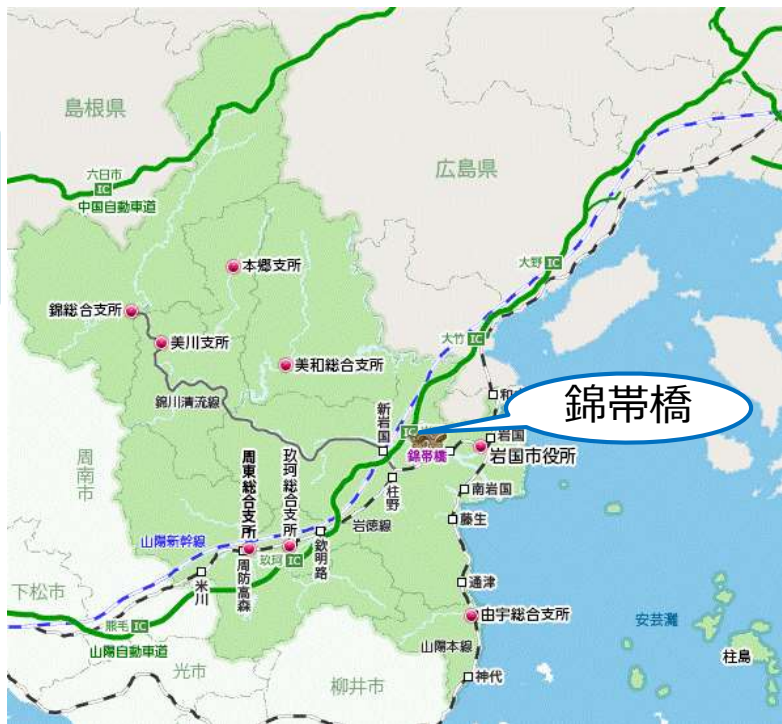 島根県
広島県
六日市
IC
中国自動車道
大野
IC
本郷支所
錦総合支所
美川支所
大竹
IC
美和総合支所
錦川清流線
新岩国
IC
錦帯橋
錦帯橋
岩国
岩国市役所
周南市
周東総合支所
玖珂総合支所
柱野
南岩国
岩徳線
藤生
山陽新幹線
欽明路
玖珂
IC
周防高森
米川
下松市
通津
熊毛
IC
由宇総合支所
安芸灘
山陽自動車道
光市
山陽本線
柱島
柳井市
神代